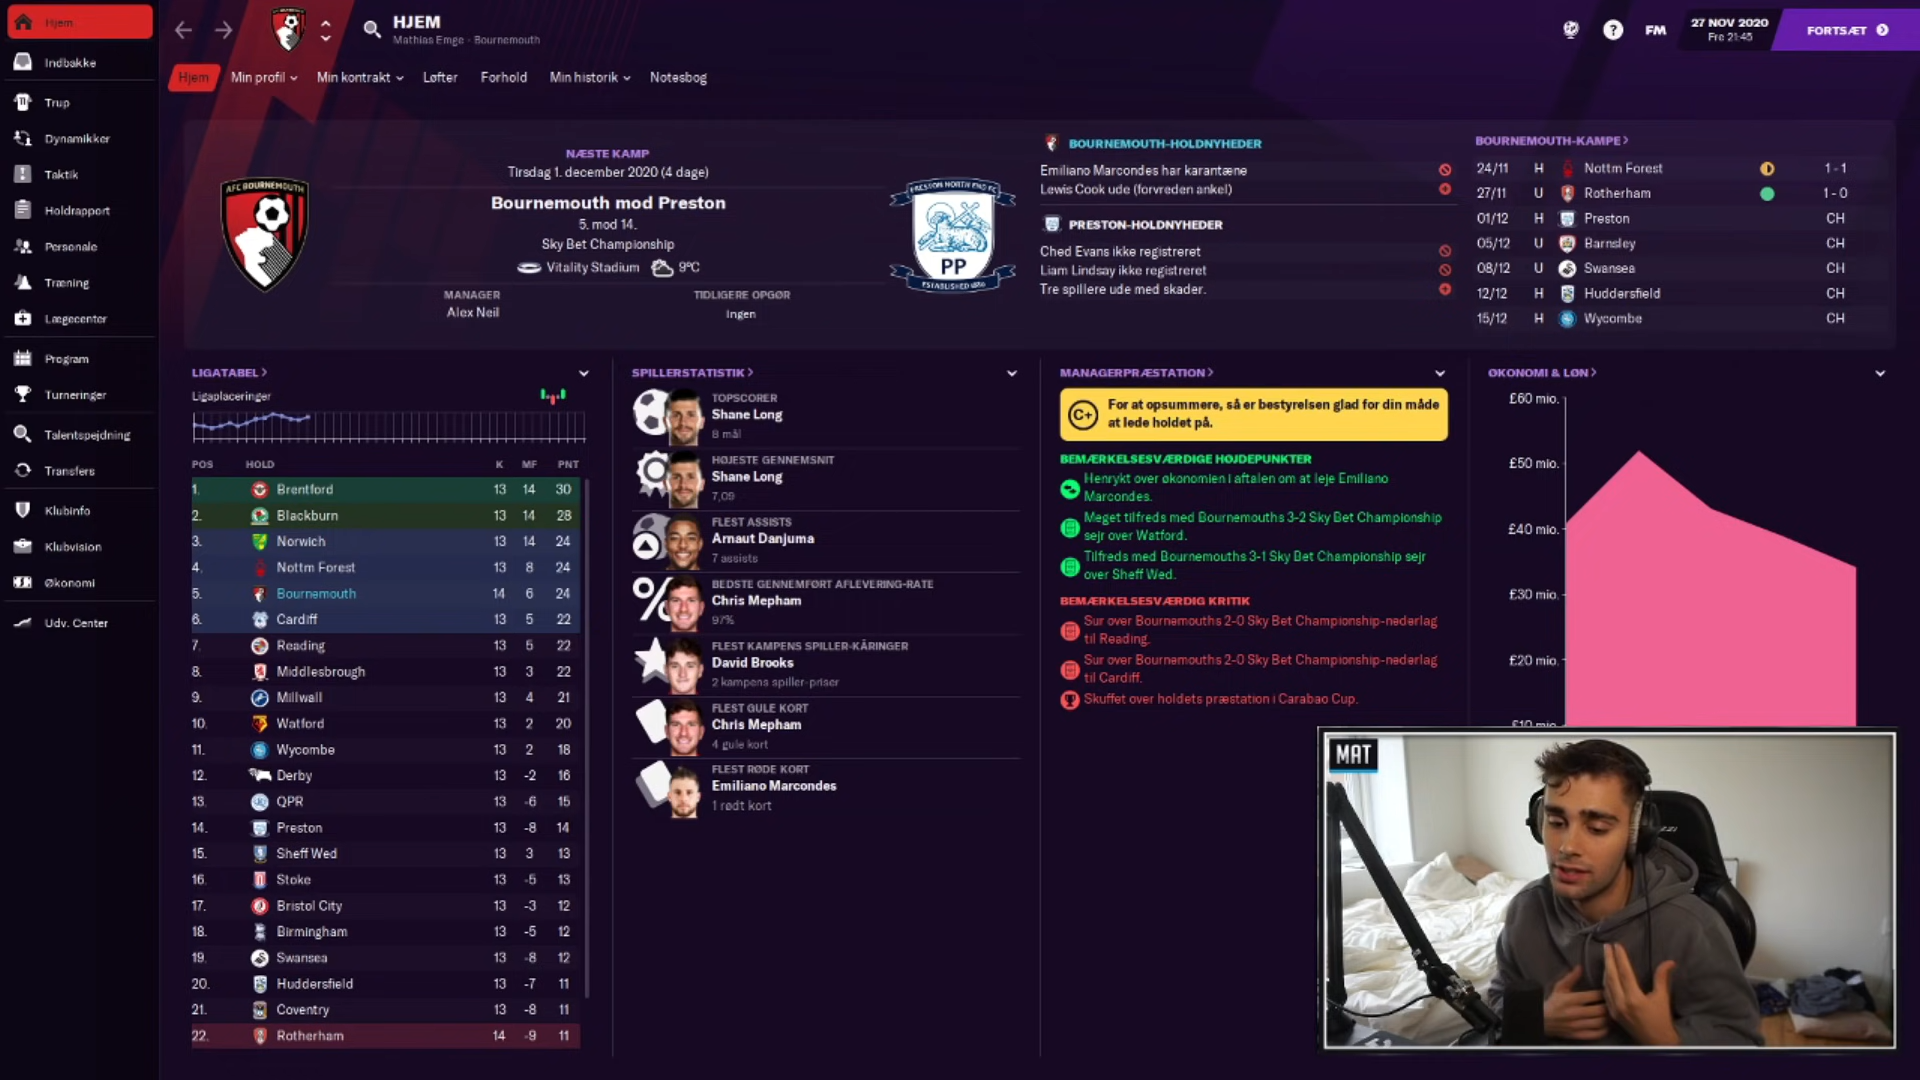 Hjem
Indbakke
Trup
Dynamikker
Taktik
Holdrapport
Personale
Træning
Lægecenter
Program
Turneringer
Talentspejdning
Transfers
Klubinfo
Klubvision
Økonomi
Udv. Center
HJEM
Mathias Emge - Bournemouth
FM
27 NOV 2020
Fre 21:45
FORTSÆT
Hjem
Min profil
Min kontrakt
Løfter
Forhold
Min historik
Notesbog
AFC BOURNEMOUTH
NÆSTE KAMP
Tirsdag 1. december 2020 (4 dage)
Bournemouth mod Preston
5. mod 14.
Sky Bet Championship
Vitality Stadium 9°C
MANAGER
Alex Neil
TIDLIGERE OPGØR
Ingen
PRESTON NORTH END FC
PP
ESTABLISHED 1880
BOURNEMOUTH-HOLDNYHEDER
Emiliano Marcondes har karantæne
Lewis Cook ude (forvreden ankel)
PRESTON-HOLDNYHEDER
Ched Evans ikke registreret
Liam Lindsay ikke registreret
Tre spillere ude med skader.
BOURNEMOUTH-KAMPE
24/11 H Nottm Forest 1 - 1
27/11 U Rotherham 1 - 0
01/12 H Preston CH
05/12 U Barnsley CH
08/12 U Swansea CH
12/12 H Huddersfield CH
15/12 H Wycombe CH
LIGATABEL
Ligaplaceringer
POS HOLD K MF PNT
1. Brentford 13 14 30
2. Blackburn 13 14 28
3. Norwich 13 14 24
4. Nottm Forest 13 8 24
5. Bournemouth 14 6 24
6. Cardiff 13 5 22
7. Reading 13 5 22
8. Middlesbrough 13 3 22
9. Millwall 13 4 21
10. Watford 13 2 20
11. Wycombe 13 2 18
12. Derby 13 -2 16
13. QPR 13 -6 15
14. Preston 13 -8 14
15. Sheff Wed 13 3 13
16. Stoke 13 -5 13
17. Bristol City 13 -3 12
18. Birmingham 13 -5 12
19. Swansea 13 -8 12
20. Huddersfield 13 -7 11
21. Coventry 13 -8 11
22. Rotherham 14 -9 11
SPILLERSTATISTIK
TOPSCORER
Shane Long
8 mål
HØJESTE GENNEMSNIT
Shane Long
7,09
FLEST ASSISTS
Arnaut Danjuma
7 assists
BEDSTE GENNEMFØRT AFLEVERING-RATE
Chris Mepham
97%
FLEST KAMPENS SPILLER-KÅRINGER
David Brooks
2 kampens spiller-priser
FLEST GULE KORT
Chris Mepham
4 gule kort
FLEST RØDE KORT
Emiliano Marcondes
1 rødt kort
MANAGERPRÆSTATION
C+
For at opsummere, så er bestyrelsen glad for din måde
at lede holdet på.
BEMÆRKELSESVÆRDIGE HØJDEPUNKTER
Henrykt over økonomien i aftalen om at leje Emiliano
Marcondes.
Meget tilfreds med Bournemouths 3-2 Sky Bet Championship
sejr over Watford.
Tilfreds med Bournemouths 3-1 Sky Bet Championship sejr
over Sheff Wed.
BEMÆRKELSESVÆRDIG KRITIK
Sur over Bournemouths 2-0 Sky Bet Championship-nederlag
til Reading.
Sur over Bournemouths 2-0 Sky Bet Championship-nederlag
til Cardiff.
Skuffet over holdets præstation i Carabao Cup.
ØKONOMI & LØN
£60 mio.
£50 mio.
£40 mio.
£30 mio.
£20 mio.
£10 mio.
MAT